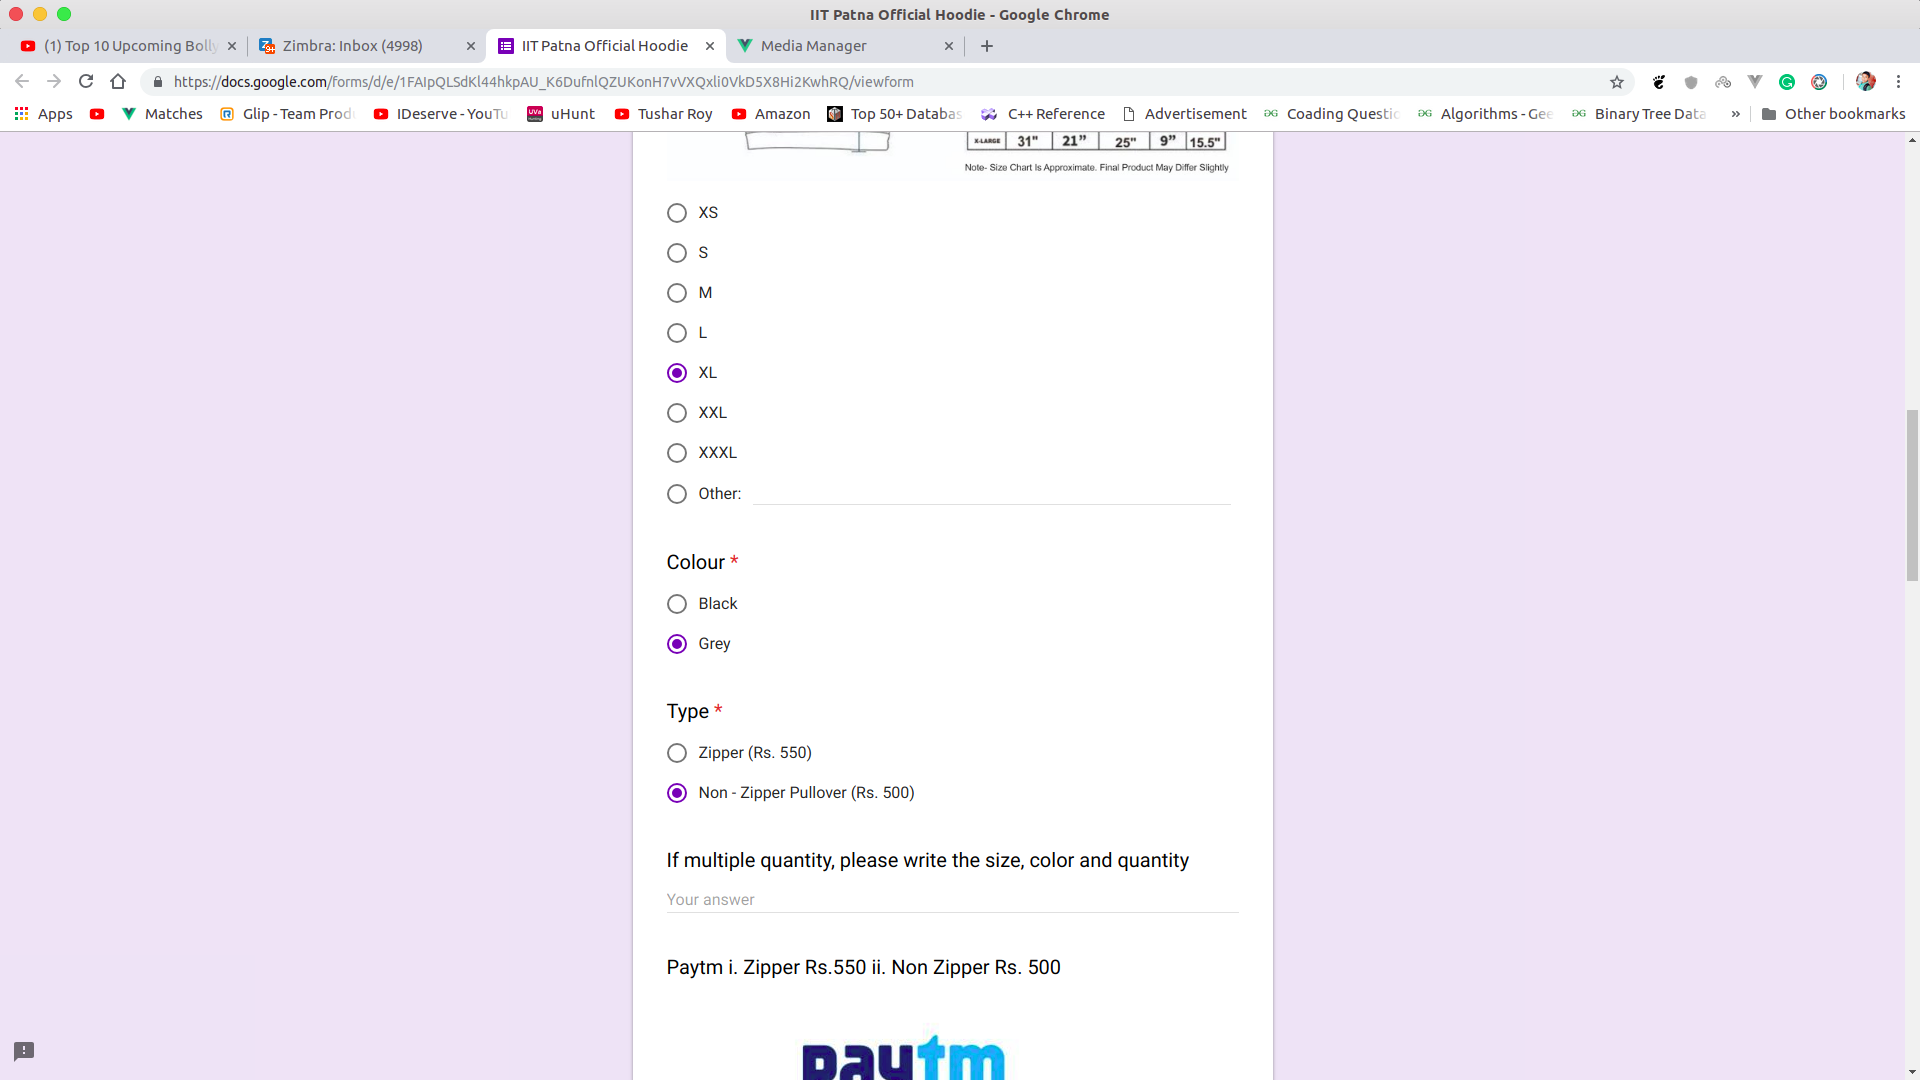 IIT Patna Official Hoodie - Google Chrome
(1) Top 10 Upcoming Bolly
Zimbra: Inbox (4998)
IIT Patna Official Hoodie
Media Manager
https://docs.google.com/forms/d/e/1FAIpQLSdKl44hkpAU_K6DufnlQZUKonH7vVXQxli0VkD5X8Hi2KwhRQ/viewform
Apps
Matches
Glip - Team Prod
IDeserve - YouTu
uHunt
Tushar Roy
Amazon
Top 50+ Databas
C++ Reference
Advertisement
Coading Questic
Algorithms - Gee
Binary Tree Data
»
Other bookmarks
X-LARGE 31" 21" 25" 9" 15.5"
Note- Size Chart Is Approximate. Final Product May Differ Slightly
XS
S
M
L
XL
XXL
XXXL
Other:
Colour *
Black
Grey
Type *
Zipper (Rs. 550)
Non - Zipper Pullover (Rs. 500)
If multiple quantity, please write the size, color and quantity
Your answer
Paytm i. Zipper Rs.550 ii. Non Zipper Rs. 500
paytm